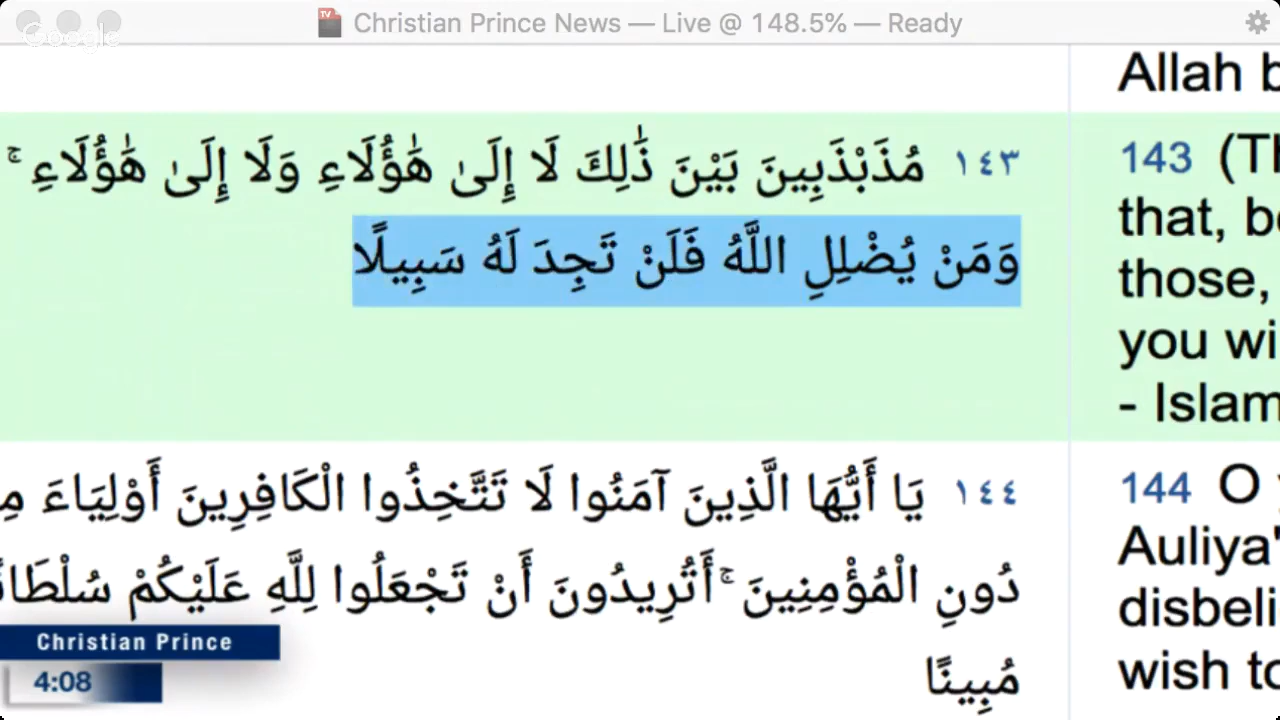 Christian Prince News — Live @ 148.5% — Ready
Google
Allah b
١٤٣ مُذَبْذَبِينَ بَيْنَ ذَٰلِكَ لَا إِلَىٰ هَٰؤُلَاءِ وَلَا إِلَىٰ هَٰؤُلَاءِ ۚ
وَمَنْ يُضْلِلِ اللَّهُ فَلَنْ تَجِدَ لَهُ سَبِيلًا
143 (Th
that, be
those,
you wi
- Islam
١٤٤ يَا أَيُّهَا الَّذِينَ آمَنُوا لَا تَتَّخِذُوا الْكَافِرِينَ أَوْلِيَاءَ مِ
دُونِ الْمُؤْمِنِينَ ۚ أَتُرِيدُونَ أَنْ تَجْعَلُوا لِلَّهِ عَلَيْكُمْ سُلْطَا
مُبِينًا
144 O y
Auliya'
disbeli
wish to
Christian Prince
4:08